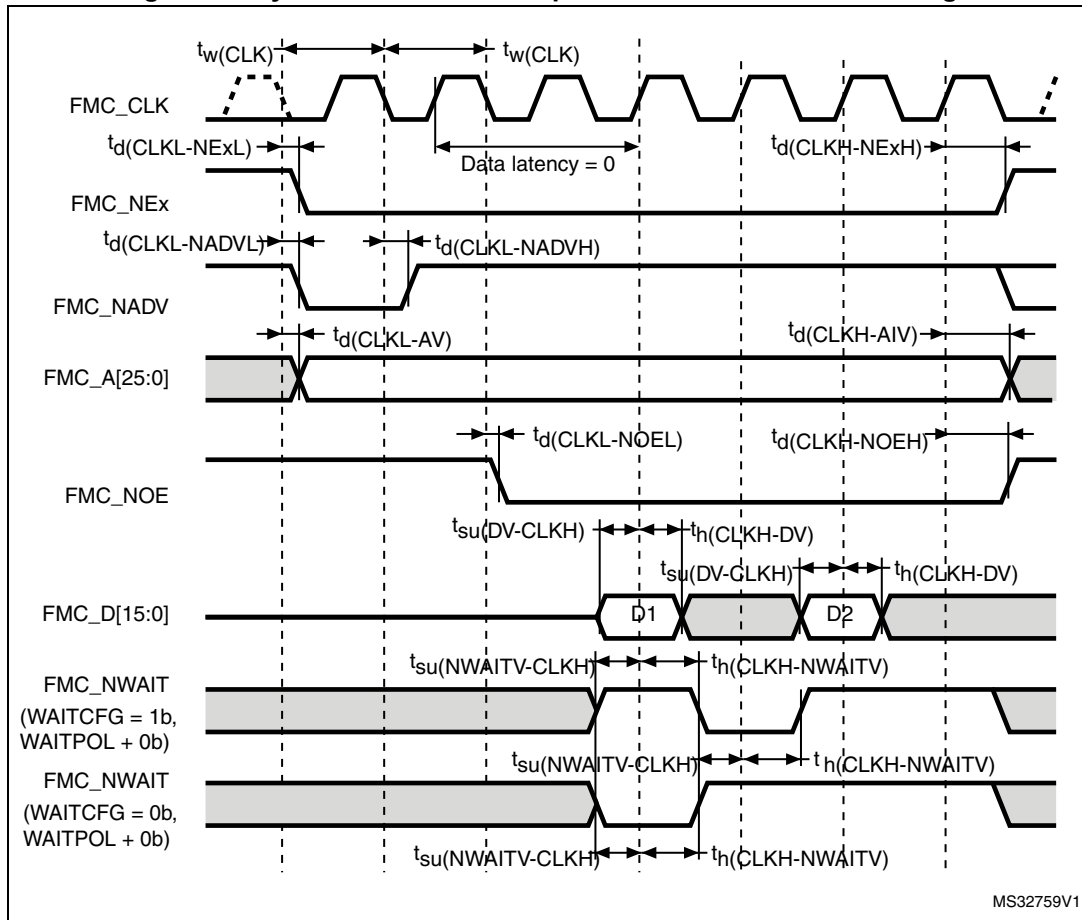 tw(CLK) tw(CLK)
FMC_CLK
td(CLKL-NExL) Data latency = 0 td(CLKH-NExH)
FMC_NEx
td(CLKL-NADVL) td(CLKL-NADVH)
FMC_NADV
td(CLKL-AV) td(CLKH-AIV)
FMC_A[25:0]
td(CLKL-NOEL) td(CLKH-NOEH)
FMC_NOE
tsu(DV-CLKH) th(CLKH-DV)
tsu(DV-CLKH) th(CLKH-DV)
FMC_D[15:0] D1 D2
tsu(NWAITV-CLKH) th(CLKH-NWAITV)
FMC_NWAIT
(WAITCFG = 1b,
WAITPOL + 0b)
tsu(NWAITV-CLKH) th(CLKH-NWAITV)
FMC_NWAIT
(WAITCFG = 0b,
WAITPOL + 0b)
tsu(NWAITV-CLKH) th(CLKH-NWAITV)
MS32759V1